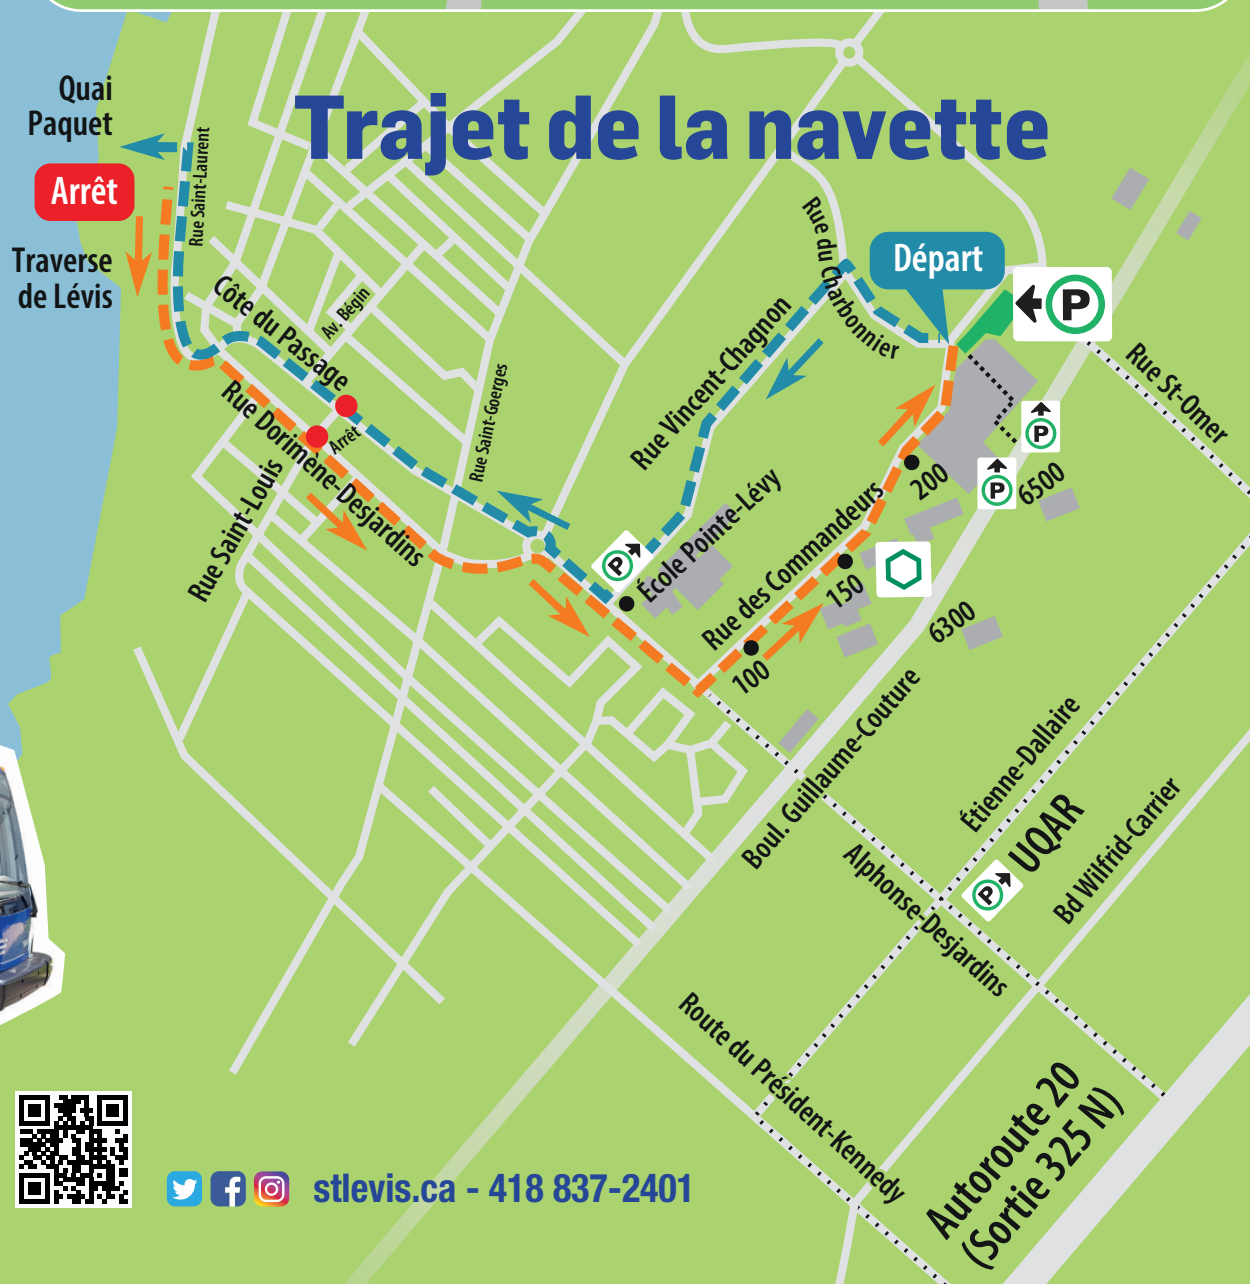 Trajet de la navette
Quai
Paquet
Arrêt
Traverse
de Lévis
Rue Saint-Laurent
Côte du Passage
Av. Bégin
Rue du Charbonnier
Départ
P
Rue Vincent-Chagnon
Rue St-Omer
Rue Saint-Goerges
Arrêt
Rue Dorimène-Desjardins
Rue Saint-Louis
P
P
200
6500
École Pointe-Lévy
P
Rue des Commandeurs
150
100
6300
Boul. Guillaume-Couture
Étienne-Dallaire
UQAR
P
Bd Wilfrid-Carrier
Alphonse-Desjardins
Route du Président-Kennedy
Autoroute 20
(Sortie 325 N)
stlevis.ca - 418 837-2401